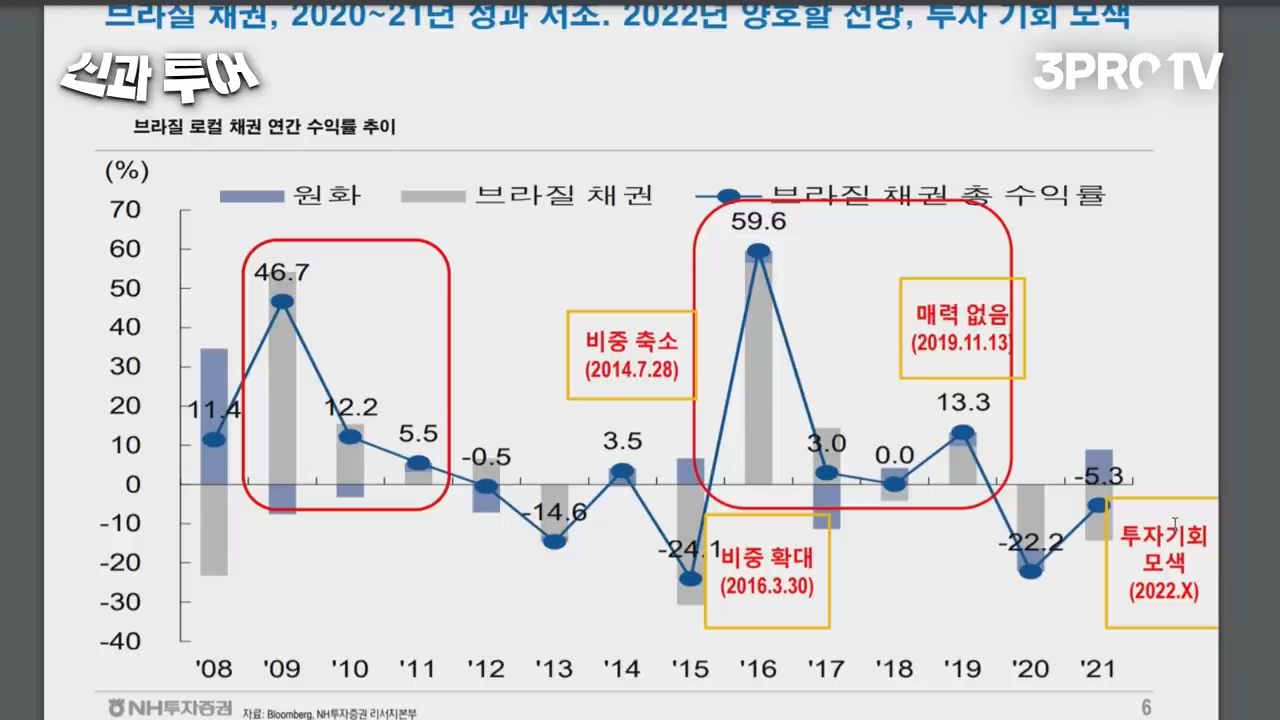 브라질 채권, 2020~21년 성과 저조. 2022년 양호할 전망, 투자 기회 모색
신과 투어
3PROTV
브라질 로컬 채권 연간 수익률 추이
(%)
원화 브라질 채권 브라질 채권 총 수익률
70
60
50
40
30
20
10
0
-10
-20
-30
-40
11.4
46.7
12.2
5.5
-0.5
-14.6
3.5
-24.1
59.6
3.0
0.0
13.3
-22.2
-5.3
비중 축소
(2014.7.28)
비중 확대
(2016.3.30)
매력 없음
(2019.11.13)
투자기회
모색
(2022.X)
'08 '09 '10 '11 '12 '13 '14 '15 '16 '17 '18 '19 '20 '21
NH투자증권 자료: Bloomberg, NH투자증권 리서치본부
6